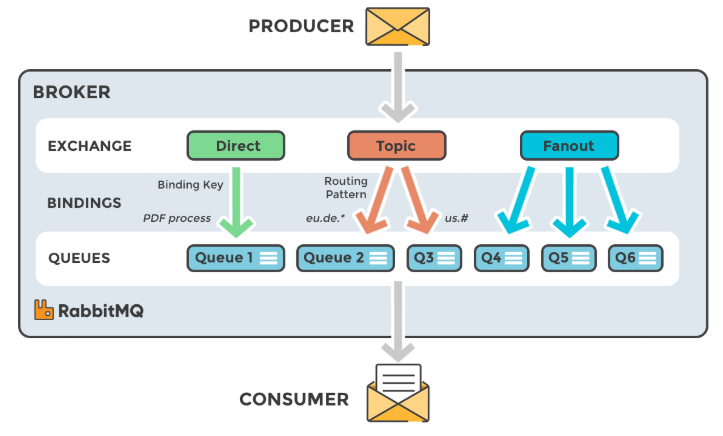 PRODUCER
BROKER
EXCHANGE
Direct
Topic
Fanout
Binding Key
Routing
Pattern
BINDINGS
PDF process
eu.de.*
us.#
QUEUES
Queue 1
Queue 2
Q3
Q4
Q5
Q6
RabbitMQ
CONSUMER